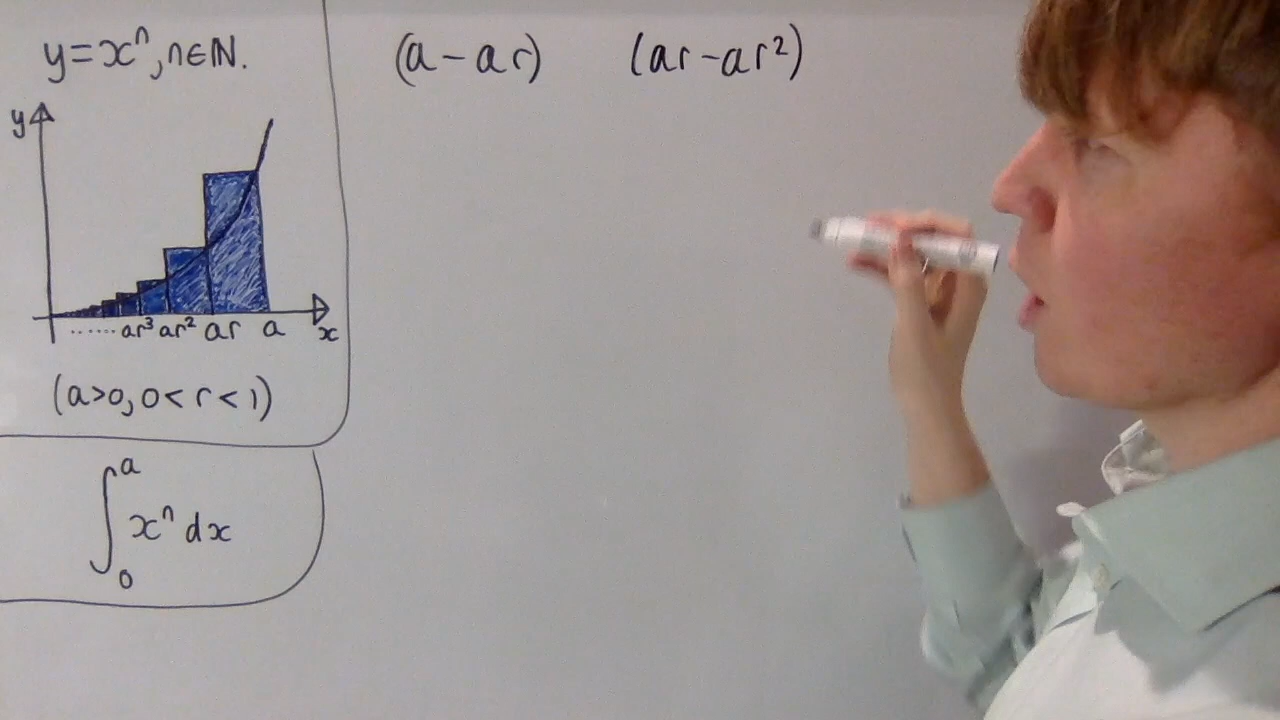 y=xⁿ, n∈ℕ.
(a-ar) (ar-ar²)
y
...... ar³ ar² ar a x
(a>0, 0<r<1)
∫₀ᵃ xⁿ dx